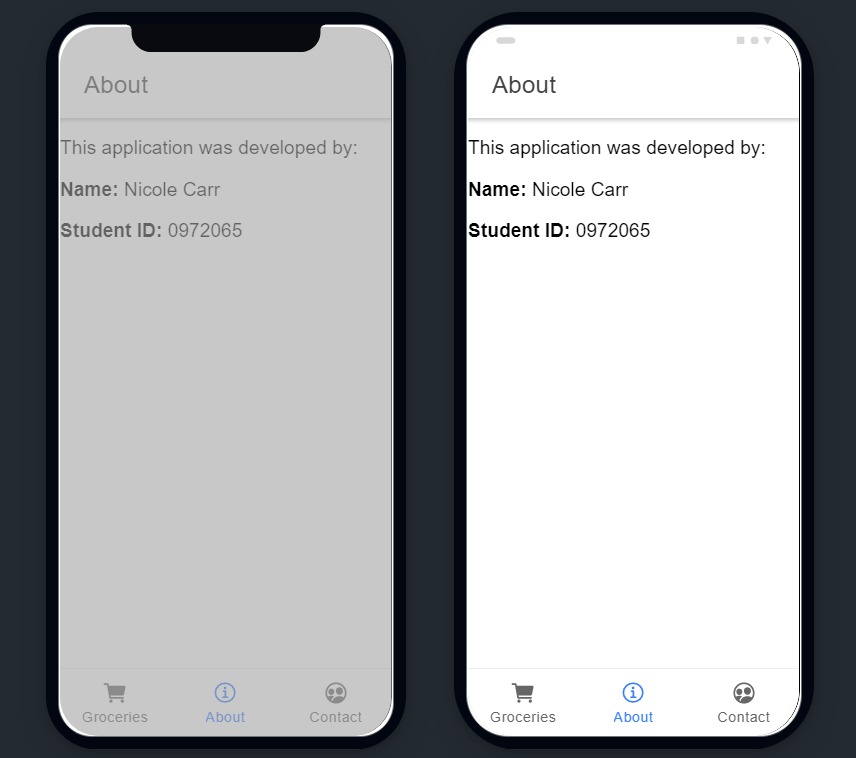 About
This application was developed by:
Name: Nicole Carr
Student ID: 0972065
Groceries
About
Contact
About
This application was developed by:
Name: Nicole Carr
Student ID: 0972065
Groceries
About
Contact